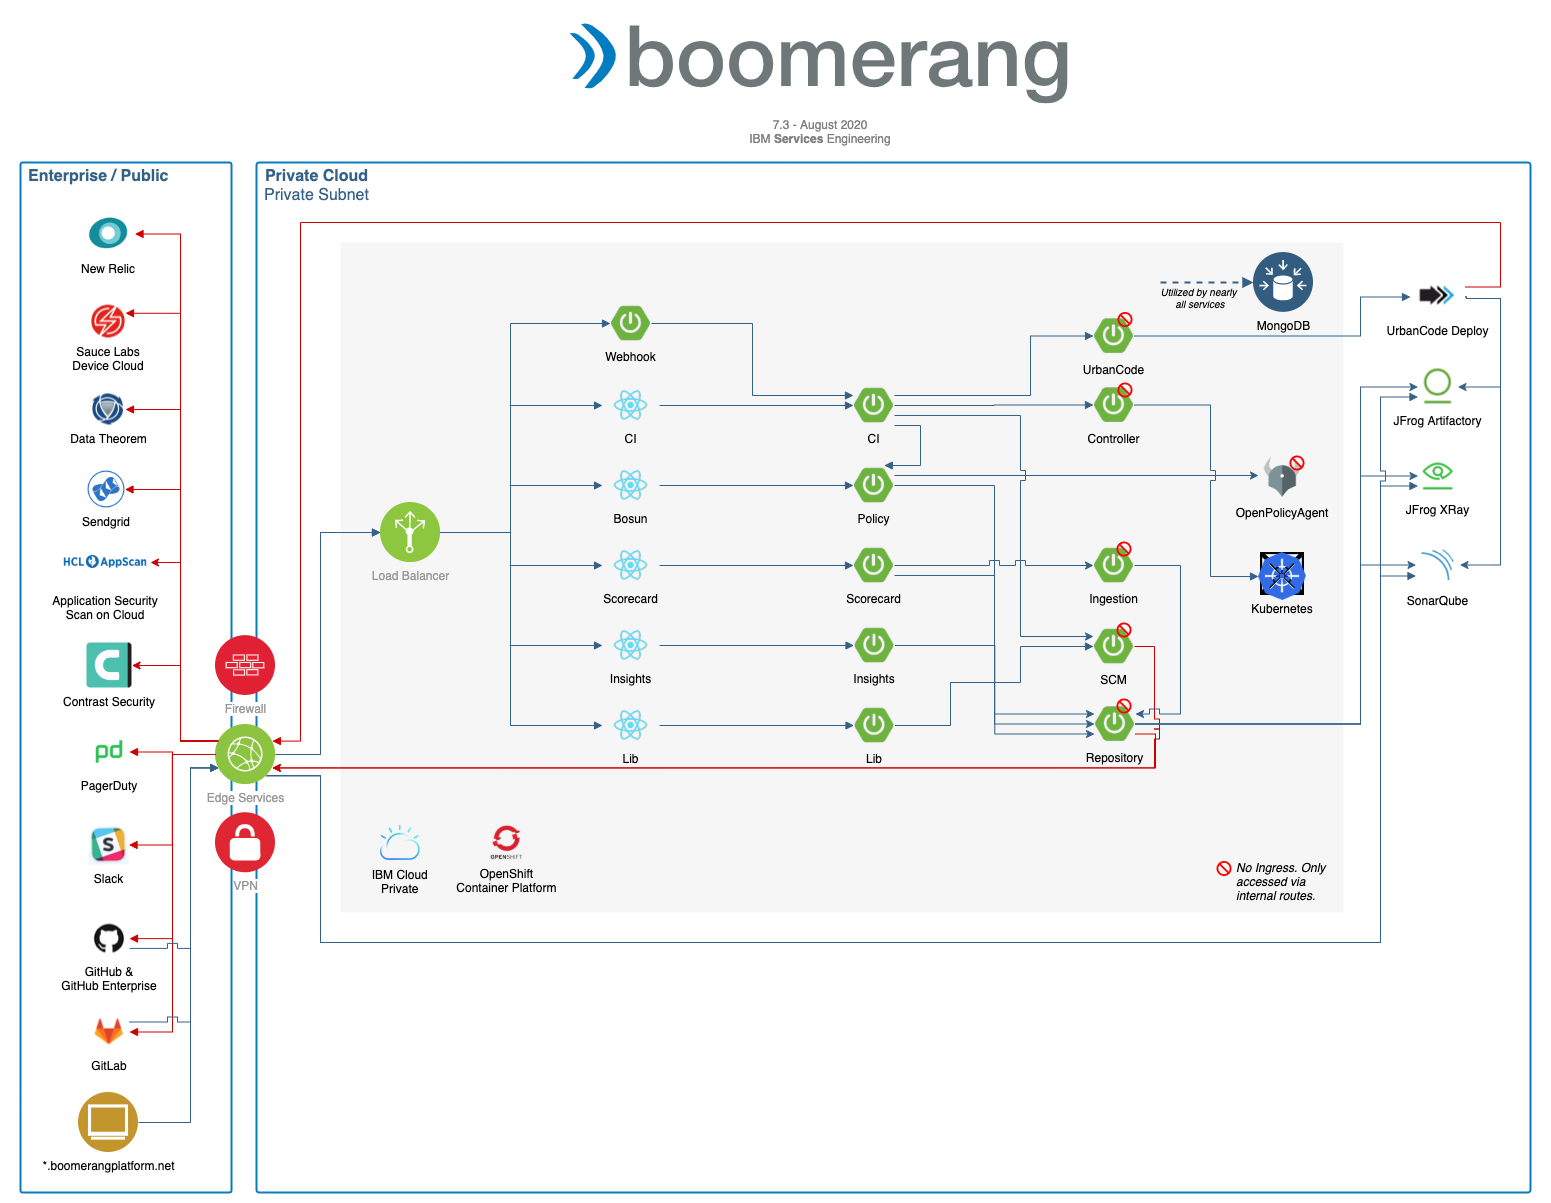 boomerang
7.3 - August 2020
IBM Services Engineering
Enterprise / Public
New Relic
Sauce Labs
Device Cloud
Data Theorem
Sendgrid
HCL AppScan
Application Security
Scan on Cloud
Contrast Security
pd
PagerDuty
S
Slack
GitHub &
GitHub Enterprise
GitLab
*.boomerangplatform.net
Firewall
Edge Services
VPN
Private Cloud
Private Subnet
Load Balancer
Webhook
CI
Bosun
Scorecard
Insights
Lib
CI
Policy
Scorecard
Insights
Lib
UrbanCode
Controller
Ingestion
SCM
Repository
Utilized by nearly
all services
MongoDB
OpenPolicyAgent
Kubernetes
UrbanCode Deploy
JFrog Artifactory
JFrog XRay
SonarQube
IBM Cloud
Private
OPENSHIFT
OpenShift
Container Platform
No Ingress. Only
accessed via
internal routes.